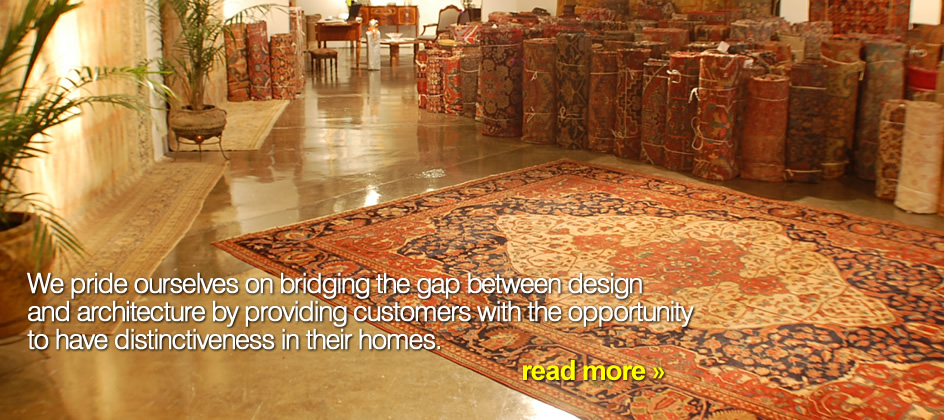 We pride ourselves on bridging the gap between design
and architecture by providing customers with the opportunity
to have distinctiveness in their homes.
read more »